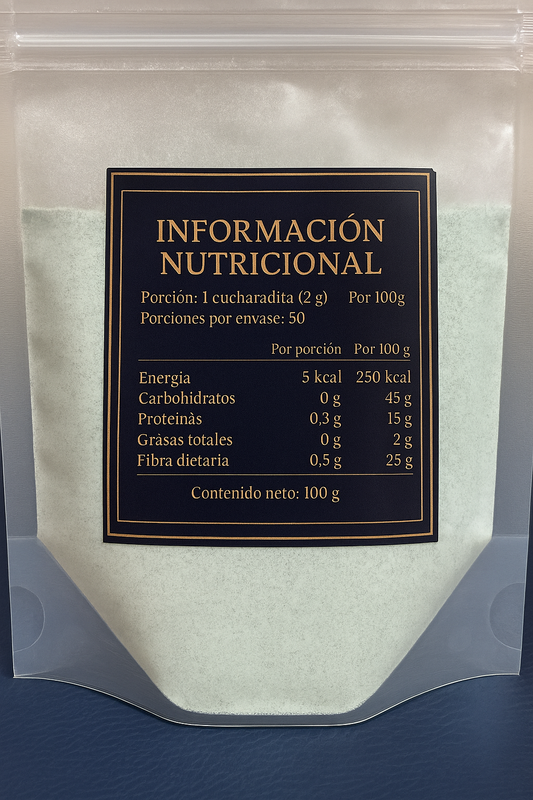 INFORMACIÓN
NUTRICIONAL
Porción: 1 cucharadita (2 g) Por 100g
Porciones por envase: 50
Por porción Por 100 g
Energia 5 kcal 250 kcal
Carbohidratos 0 g 45 g
Proteinàs 0,3 g 15 g
Gràsas totales 0 g 2 g
Fibra dietaria 0,5 g 25 g
Contenido neto: 100 g